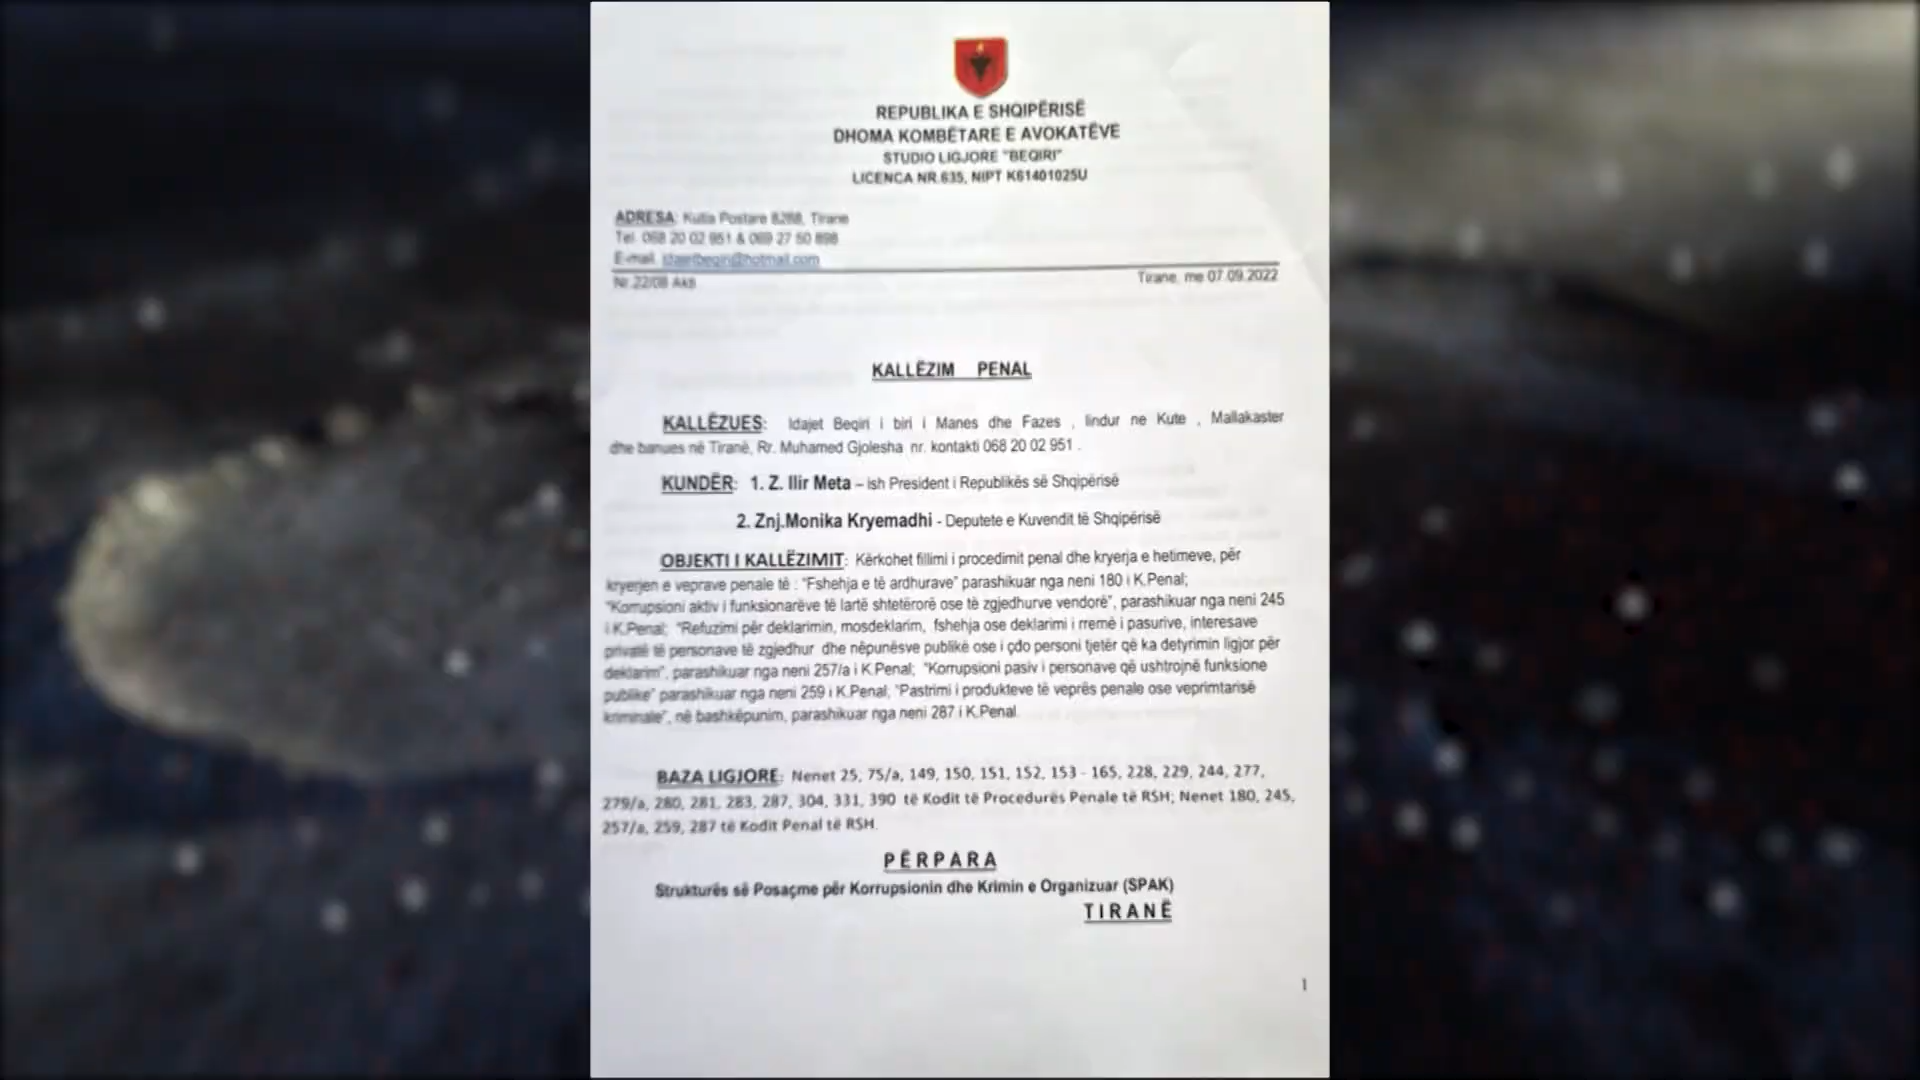 REPUBLIKA E SHQIPËRISË
DHOMA KOMBËTARE E AVOKATËVE
STUDIO LIGJORE "BEQIRI"
LICENCA NR.635, NIPT K61401025U
ADRESA: Kutia Postare 8288, Tirane
Tel. 068 20 02 951 & 069 27 50 898
E-mail. idajetbeqiri@hotmail.com
Nr.22/08 Akti
Tirane, me 07.09.2022
KALLËZIM PENAL
KALLËZUES: Idajet Beqiri i biri i Manes dhe Fazes , lindur ne Kute , Mallakaster
dhe banues në Tiranë, Rr. Muhamed Gjolesha nr. kontakti 068 20 02 951 .
KUNDËR: 1. Z. Ilir Meta – ish President i Republikës së Shqipërisë
2. Znj.Monika Kryemadhi - Deputete e Kuvendit të Shqipërisë
OBJEKTI I KALLËZIMIT: Kërkohet fillimi i procedimit penal dhe kryerja e hetimeve, për
kryerjen e veprave penale të : "Fshehja e të ardhurave" parashikuar nga neni 180 i K.Penal;
"Korrupsioni aktiv i funksionarëve të lartë shtetërorë ose të zgjedhurve vendorë", parashikuar nga neni 245
i K.Penal; "Refuzimi për deklarimin, mosdeklarim, fshehja ose deklarimi i rremë i pasurive, interesave
privatë të personave të zgjedhur dhe nëpunësve publikë ose i çdo personi tjetër që ka detyrimin ligjor për
deklarim", parashikuar nga neni 257/a i K.Penal; "Korrupsioni pasiv i personave që ushtrojnë funksione
publike" parashikuar nga neni 259 i K.Penal; "Pastrimi i produkteve të veprës penale ose veprimtarisë
kriminale", në bashkëpunim, parashikuar nga neni 287 i K.Penal.
BAZA LIGJORE: Nenet 25, 75/a, 149, 150, 151, 152, 153 - 165, 228, 229, 244, 277,
279/a, 280, 281, 283, 287, 304, 331, 390 të Kodit të Procedurës Penale të RSH; Nenet 180, 245,
257/a, 259, 287 të Kodit Penal të RSH.
PËRPARA
Strukturës së Posaçme për Korrupsionin dhe Krimin e Organizuar (SPAK)
TIRANË
1